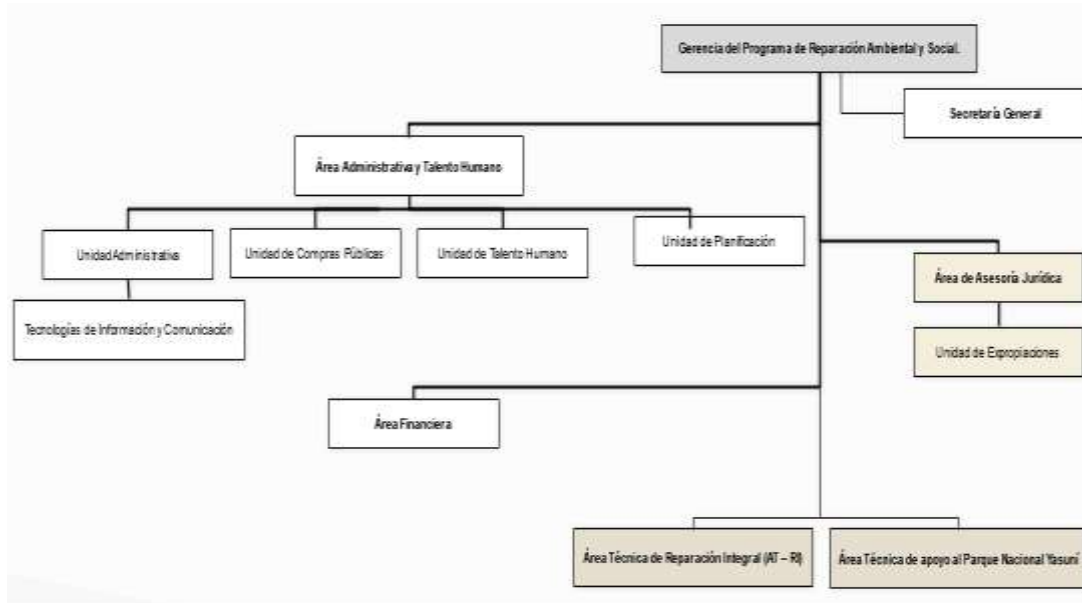 Gerencia del Programa de Reparación Ambiental y Social.
Secretaría General
Área Administrativa y Talento Humano
Unidad Administrativa
Unidad de Compras Públicas
Unidad de Talento Humano
Unidad de Planificación
Área de Asesoría Jurídica
Tecnologías de Información y Comunicación
Unidad de Expropiaciones
Área Financiera
Área Técnica de Reparación Integral (AT – RI)
Área Técnica de apoyo al Parque Nacional Yasuní